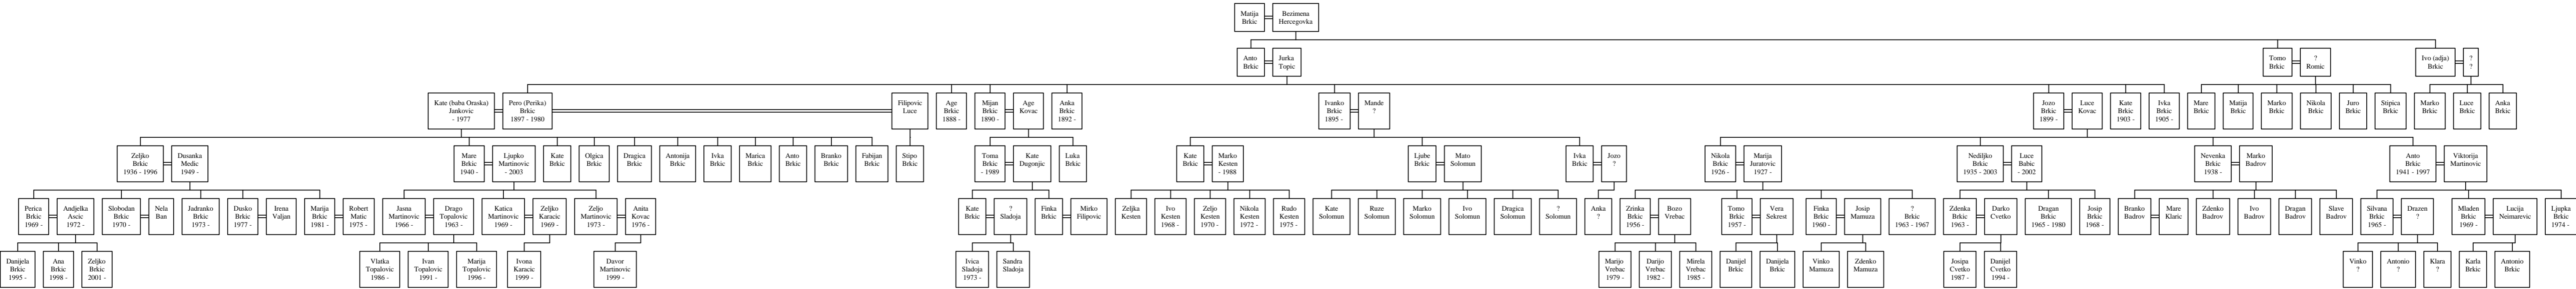 Matija
Brkic
Bezimena
Hercegovka
Anto
Brkic
Jurka
Topic
Tomo
Brkic
?
Romic
Ivo (adja)
Brkic
?
?
Kate (baba Oraska)
Jankovic
- 1977
Pero (Perika)
Brkic
1897 - 1980
Filipovic
Luce
Age
Brkic
1888 -
Mijan
Brkic
1890 -
Age
Kovac
Anka
Brkic
1892 -
Ivanko
Brkic
1895 -
Mande
?
Jozo
Brkic
1899 -
Luce
Kovac
Kate
Brkic
1903 -
Ivka
Brkic
1905 -
Mare
Brkic
Matija
Brkic
Marko
Brkic
Nikola
Brkic
Juro
Brkic
Stipica
Brkic
Marko
Brkic
Luce
Brkic
Anka
Brkic
Zeljko
Brkic
1936 - 1996
Dusanka
Medic
1949 -
Mare
Brkic
1940 -
Ljupko
Martinovic
- 2003
Kate
Brkic
Olgica
Brkic
Dragica
Brkic
Antonija
Brkic
Ivka
Brkic
Marica
Brkic
Anto
Brkic
Branko
Brkic
Fabijan
Brkic
Stipo
Brkic
Toma
Brkic
- 1989
Kate
Dugonjic
Luka
Brkic
Kate
Brkic
Marko
Kesten
- 1988
Ljube
Brkic
Mato
Solomun
Ivka
Brkic
Jozo
?
Nikola
Brkic
1926 -
Marija
Juratovic
1927 -
Nediljko
Brkic
1935 - 2003
Luce
Babic
- 2002
Nevenka
Brkic
1938 -
Marko
Badrov
Anto
Brkic
1941 - 1997
Viktorija
Martinovic
Perica
Brkic
1969 -
Andjelka
Ascic
1972 -
Slobodan
Brkic
1970 -
Nela
Ban
Jadranko
Brkic
1973 -
Dusko
Brkic
1977 -
Irena
Valjan
Marija
Brkic
1981 -
Robert
Matic
1975 -
Jasna
Martinovic
1966 -
Drago
Topalovic
1963 -
Katica
Martinovic
1969 -
Zeljko
Karacic
1969 -
Zeljo
Martinovic
1973 -
Anita
Kovac
1976 -
Kate
Brkic
?
Sladoja
Finka
Brkic
Mirko
Filipovic
Zeljka
Kesten
Ivo
Kesten
1968 -
Zeljo
Kesten
1970 -
Nikola
Kesten
1972 -
Rudo
Kesten
1975 -
Kate
Solomun
Ruze
Solomun
Marko
Solomun
Ivo
Solomun
Dragica
Solomun
?
Solomun
Anka
?
Zrinka
Brkic
1956 -
Bozo
Vrebac
Tomo
Brkic
1957 -
Vera
Sekrest
Finka
Brkic
1960 -
Josip
Mamuza
?
Brkic
1963 - 1967
Zdenka
Brkic
1963 -
Darko
Cvetko
Dragan
Brkic
1965 - 1980
Josip
Brkic
1968 -
Branko
Badrov
Mare
Klaric
Zdenko
Badrov
Ivo
Badrov
Dragan
Badrov
Slave
Badrov
Silvana
Brkic
1965 -
Drazen
?
Mladen
Brkic
1969 -
Lucija
Neimarevic
Ljupka
Brkic
1974 -
Danijela
Brkic
1995 -
Ana
Brkic
1998 -
Zeljko
Brkic
2001 -
Vlatka
Topalovic
1986 -
Ivan
Topalovic
1991 -
Marija
Topalovic
1996 -
Ivona
Karacic
1999 -
Davor
Martinovic
1999 -
Ivica
Sladoja
1973 -
Sandra
Sladoja
Marijo
Vrebac
1979 -
Darijo
Vrebac
1982 -
Mirela
Vrebac
1985 -
Danijel
Brkic
Danijela
Brkic
Vinko
Mamuza
Zdenko
Mamuza
Josipa
Cvetko
1987 -
Danijel
Cvetko
1994 -
Vinko
?
Antonio
?
Klara
?
Karla
Brkic
Antonio
Brkic